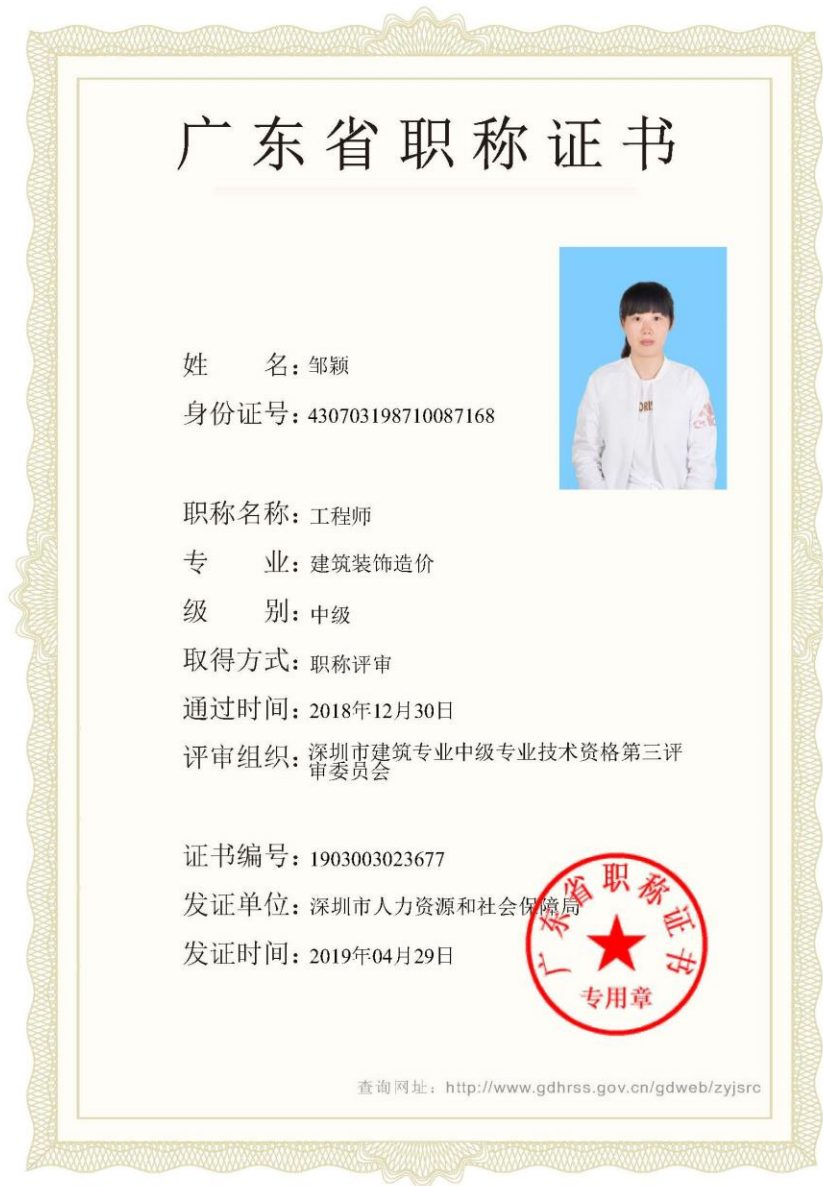 广东省职称证书
姓 名：邹颖
身份证号：430703198710087168
职称名称：工程师
专 业：建筑装饰造价
级 别：中级
取得方式：职称评审
通过时间：2018年12月30日
评审组织：深圳市建筑专业中级专业技术资格第三评
审委员会
证书编号：1903003023677
发证单位：深圳市人力资源和社会保障局
发证时间：2019年04月29日
广东省职称证书
专用章
查询网址：http://www.gdhrss.gov.cn/gdweb/zyjsrc